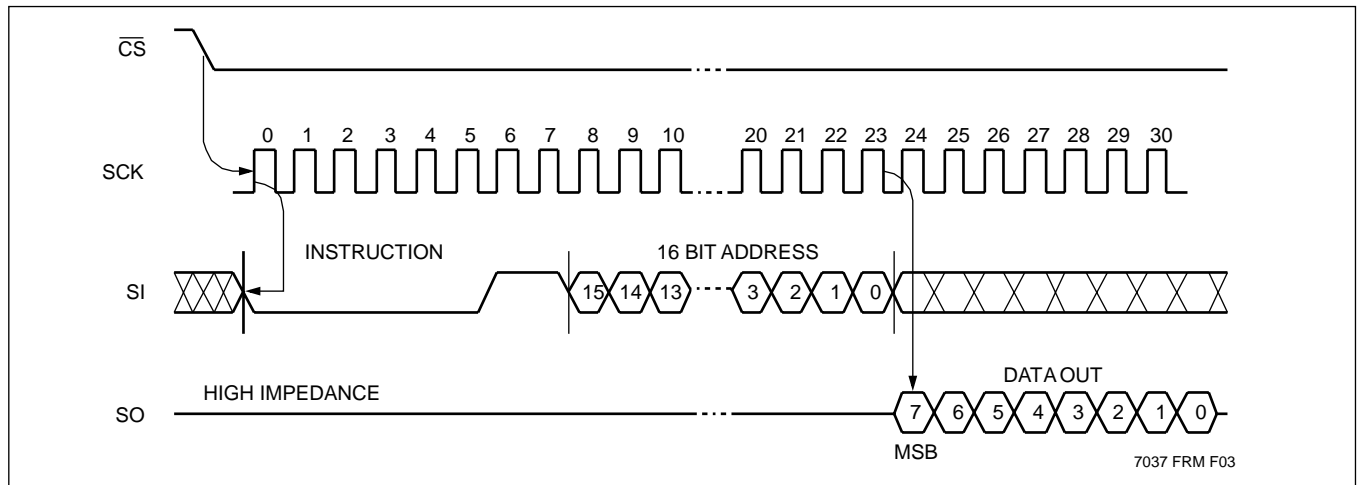 CS
0 1 2 3 4 5 6 7 8 9 10 20 21 22 23 24 25 26 27 28 29 30
SCK
INSTRUCTION 16 BIT ADDRESS
SI 15 14 13 3 2 1 0
HIGH IMPEDANCE DATA OUT
SO 7 6 5 4 3 2 1 0
MSB
7037 FRM F03